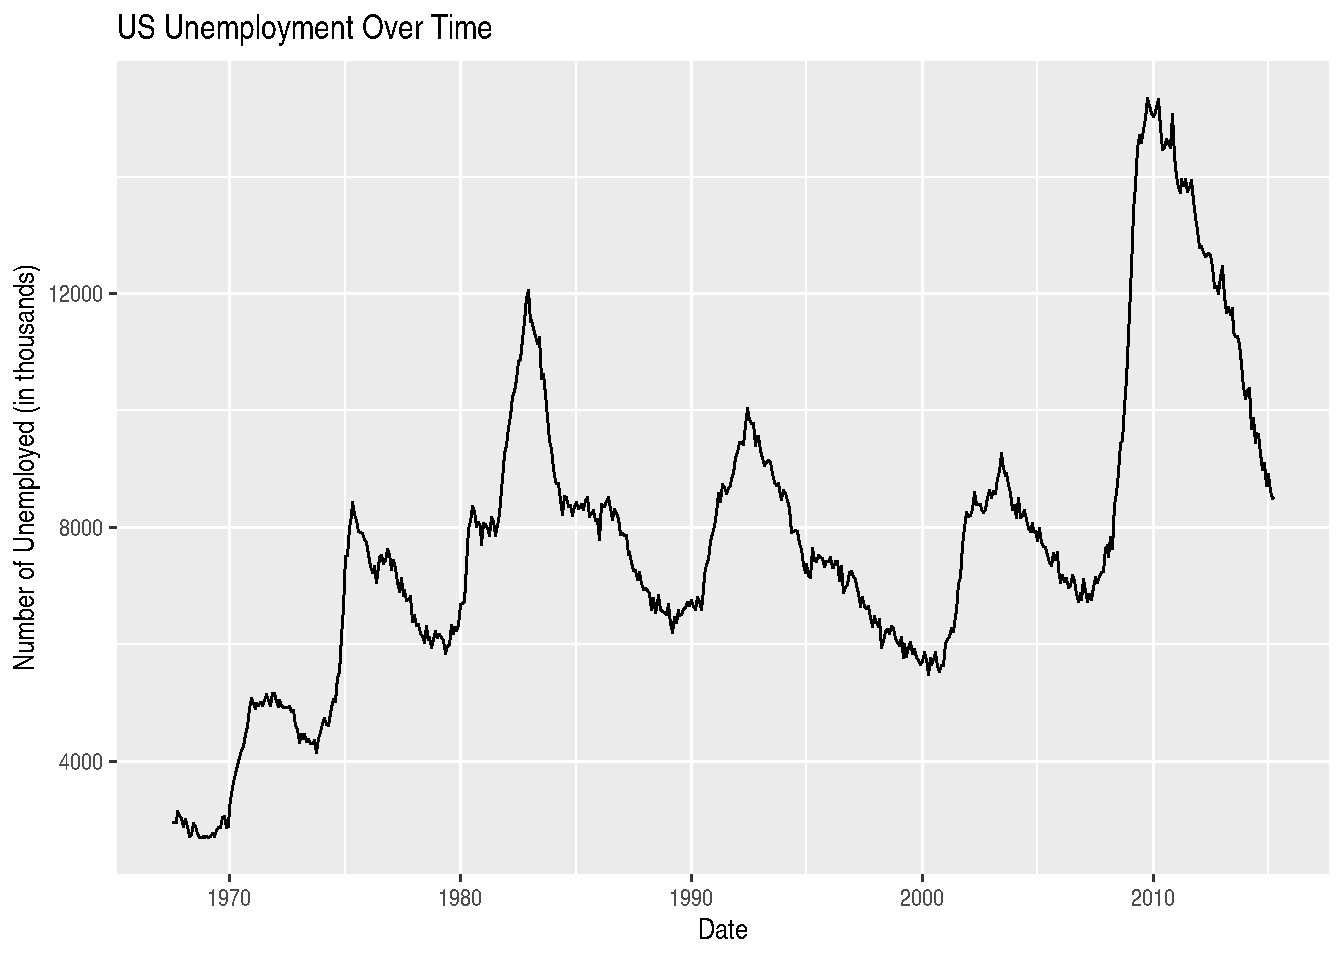 US Unemployment Over Time
Number of Unemployed (in thousands)
12000
8000
4000
1970 1980 1990 2000 2010
Date